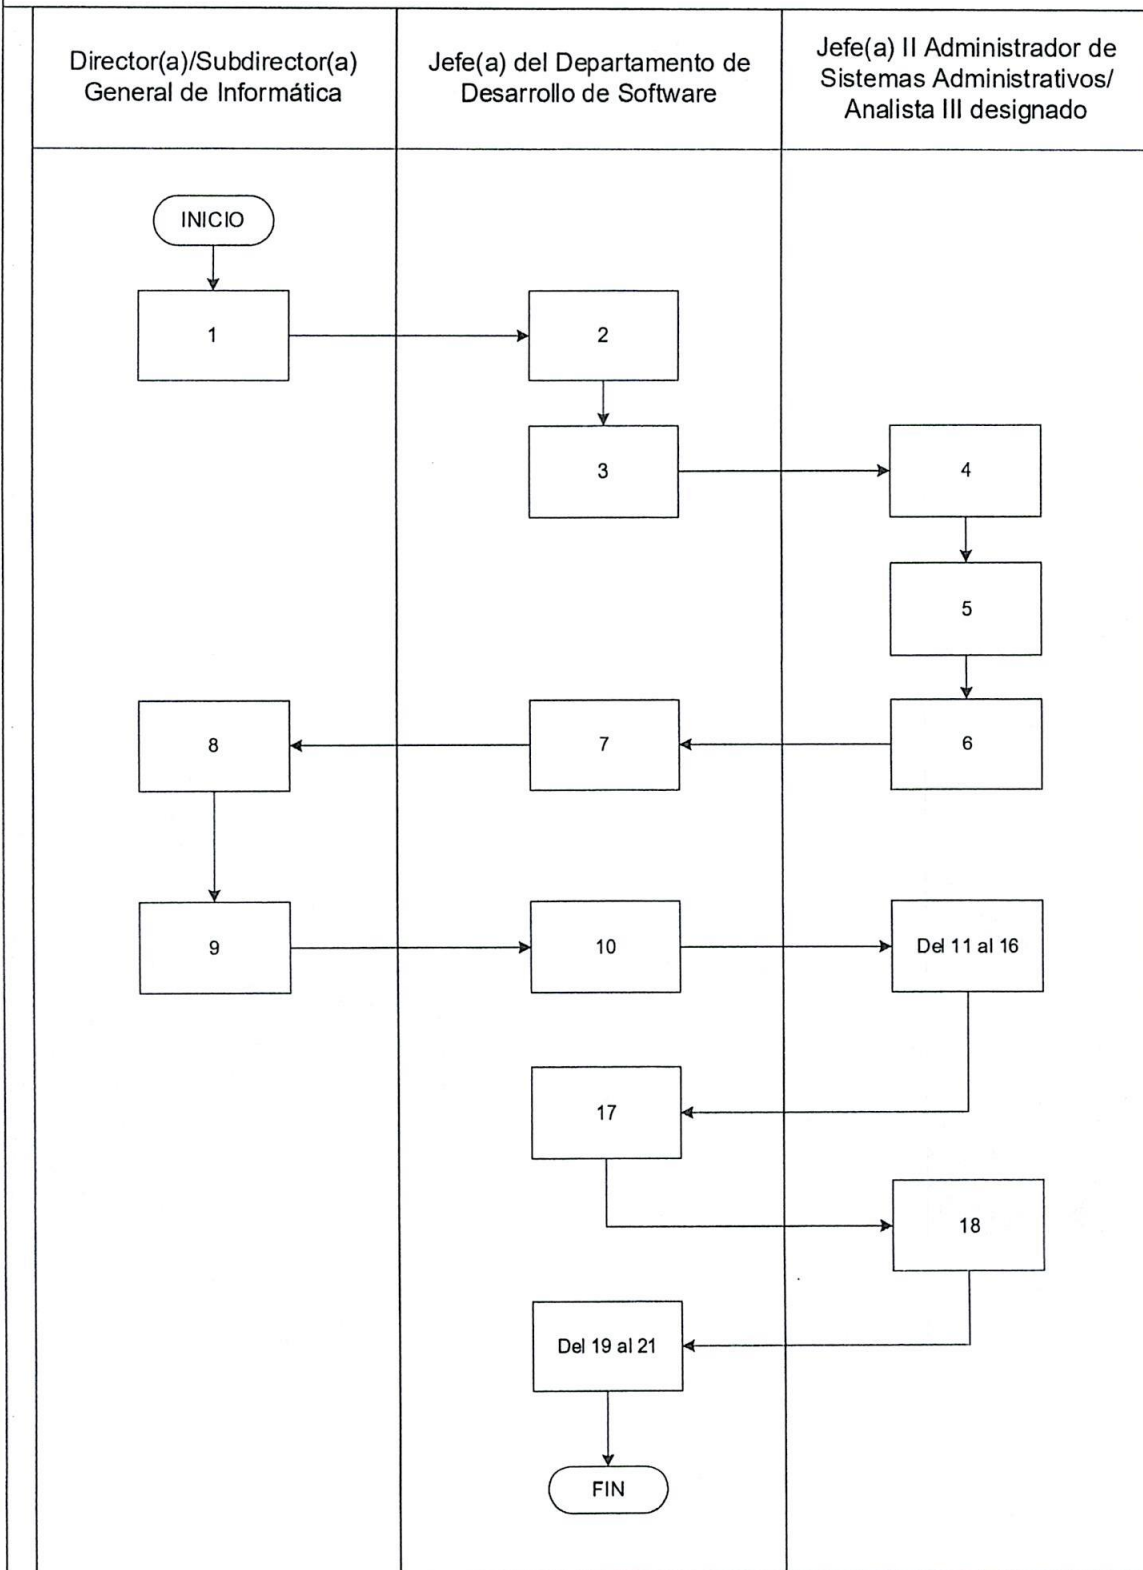 Director(a)/Subdirector(a)
General de Informática
Jefe(a) del Departamento de
Desarrollo de Software
Jefe(a) II Administrador de
Sistemas Administrativos/
Analista III designado
INICIO
1
2
3
4
5
6
7
8
9
10
Del 11 al 16
17
18
Del 19 al 21
FIN